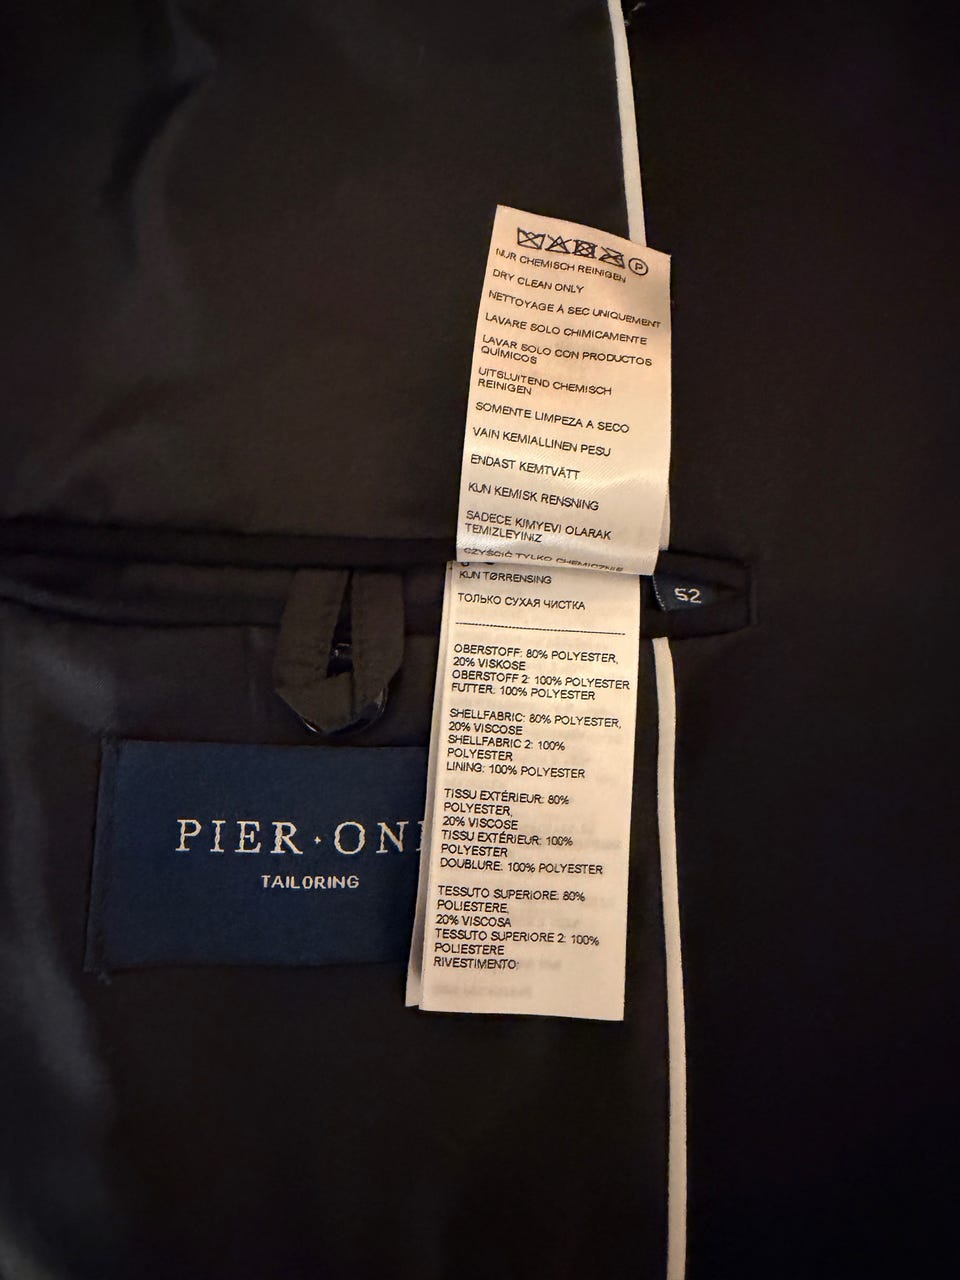 P
NUR CHEMISCH REINIGEN
DRY CLEAN ONLY
NETTOYAGE À SEC UNIQUEMENT
LAVARE SOLO CHIMICAMENTE
LAVAR SOLO CON PRODUCTOS
QUÍMICOS
UITSLUITEND CHEMISCH
REINIGEN
SOMENTE LIMPEZA A SECO
VAIN KEMIALLINEN PESU
ENDAST KEMTVÄTT
KUN KEMISK RENSNING
SADECE KIMYEVI OLARAK
TEMIZLEYINIZ
CZYŚCIĆ TYLKO CHEMICZNIE
KUN TØRRENSING
ТОЛЬКО СУХАЯ ЧИСТКА
52
OBERSTOFF: 80% POLYESTER,
20% VISKOSE
OBERSTOFF 2: 100% POLYESTER
FUTTER: 100% POLYESTER
SHELLFABRIC: 80% POLYESTER,
20% VISCOSE
SHELLFABRIC 2: 100%
POLYESTER
LINING: 100% POLYESTER
TISSU EXTÉRIEUR: 80%
POLYESTER,
20% VISCOSE
TISSU EXTÉRIEUR: 100%
POLYESTER
DOUBLURE: 100% POLYESTER
TESSUTO SUPERIORE: 80%
POLIESTERE,
20% VISCOSA
TESSUTO SUPERIORE 2: 100%
POLIESTERE
RIVESTIMENTO:
PIER · ON
TAILORING